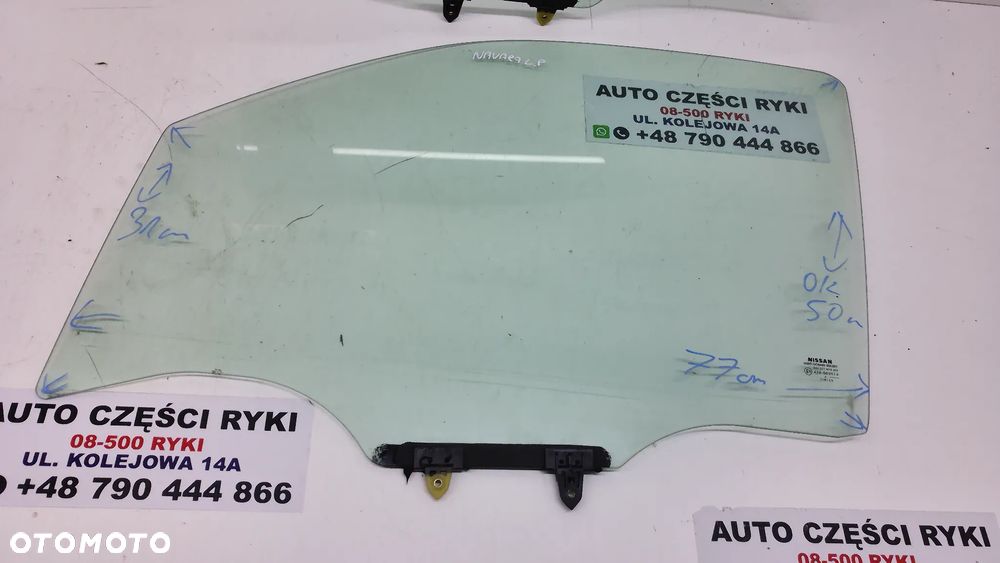 NAVARA L.P
AUTO CZĘŚCI RYKI
08-500 RYKI
UL. KOLEJOWA 14A
+48 790 444 866
31cm
OK.
50
77cm
NISSAN
AUTO CZĘŚCI RYKI
08-500 RYKI
UL. KOLEJOWA 14A
+48 790 444 866
OTOMOTO
AUTO CZĘŚCI RYKI
08-500 RYKI